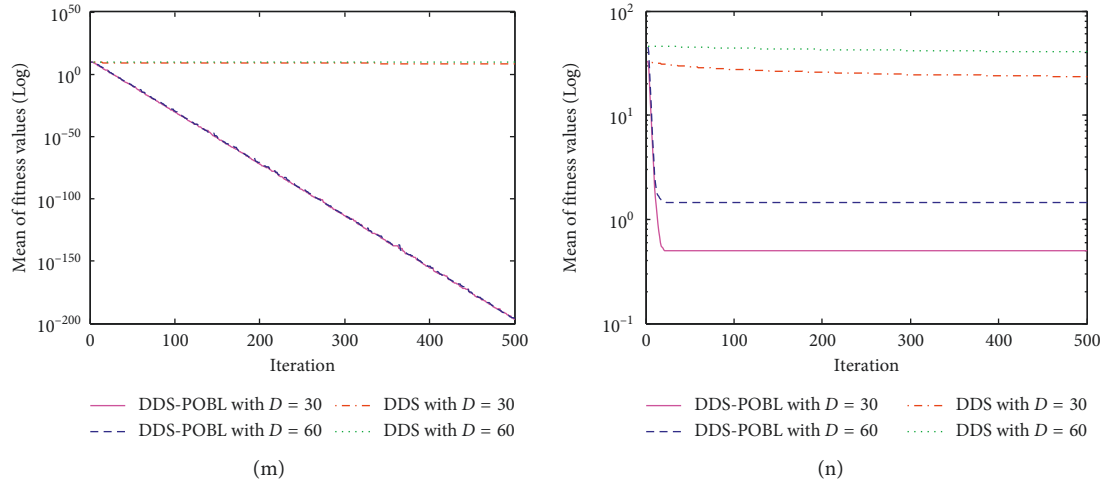 Mean of fitness values (Log)
10^50
10^0
10^−50
10^−100
10^−150
10^−200
0 100 200 300 400 500
Iteration
DDS-POBL with D = 30 DDS with D = 30
DDS-POBL with D = 60 DDS with D = 60
(m)
Mean of fitness values (Log)
10^2
10^1
10^0
10^−1
0 100 200 300 400 500
Iteration
DDS-POBL with D = 30 DDS with D = 30
DDS-POBL with D = 60 DDS with D = 60
(n)